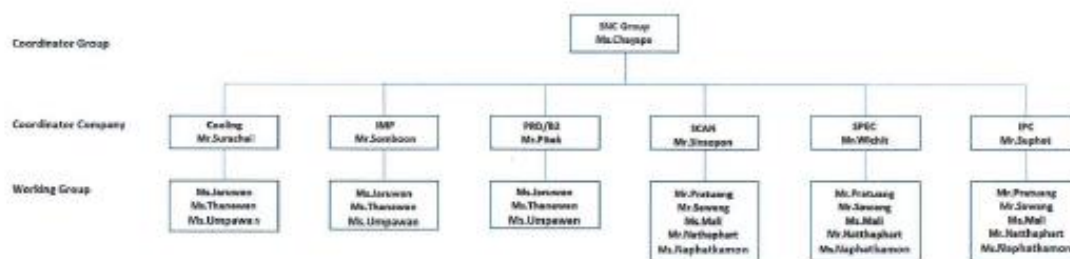 SNC Group
Ms.Chayapa
Coordinator Group
Coordinator Company
Cooling
Mr.Surachai
IMP
Mr.Somboon
PRD/B2
Mr.Pitak
SCAN
Mr.Sinsopon
SPEC
Mr.Wichit
IPC
Mr.Suphot
Working Group
Ms.Jaruwan
Ms.Thanawan
Ms.Umpawan
Ms.Jaruwan
Ms.Thanawan
Ms.Umpawan
Ms.Jaruwan
Ms.Thanawan
Ms.Umpawan
Mr.Pratuang
Mr.Sawang
Ms.Mali
Mr.Nathaphart
Ms.Naphatkamon
Mr.Pratuang
Mr.Sawang
Ms.Mali
Mr.Natthaphart
Ms.Naphatkamon
Mr.Pratuang
Mr.Sawang
Ms.Mali
Mr.Natthaphart
Ms.Naphatkamon